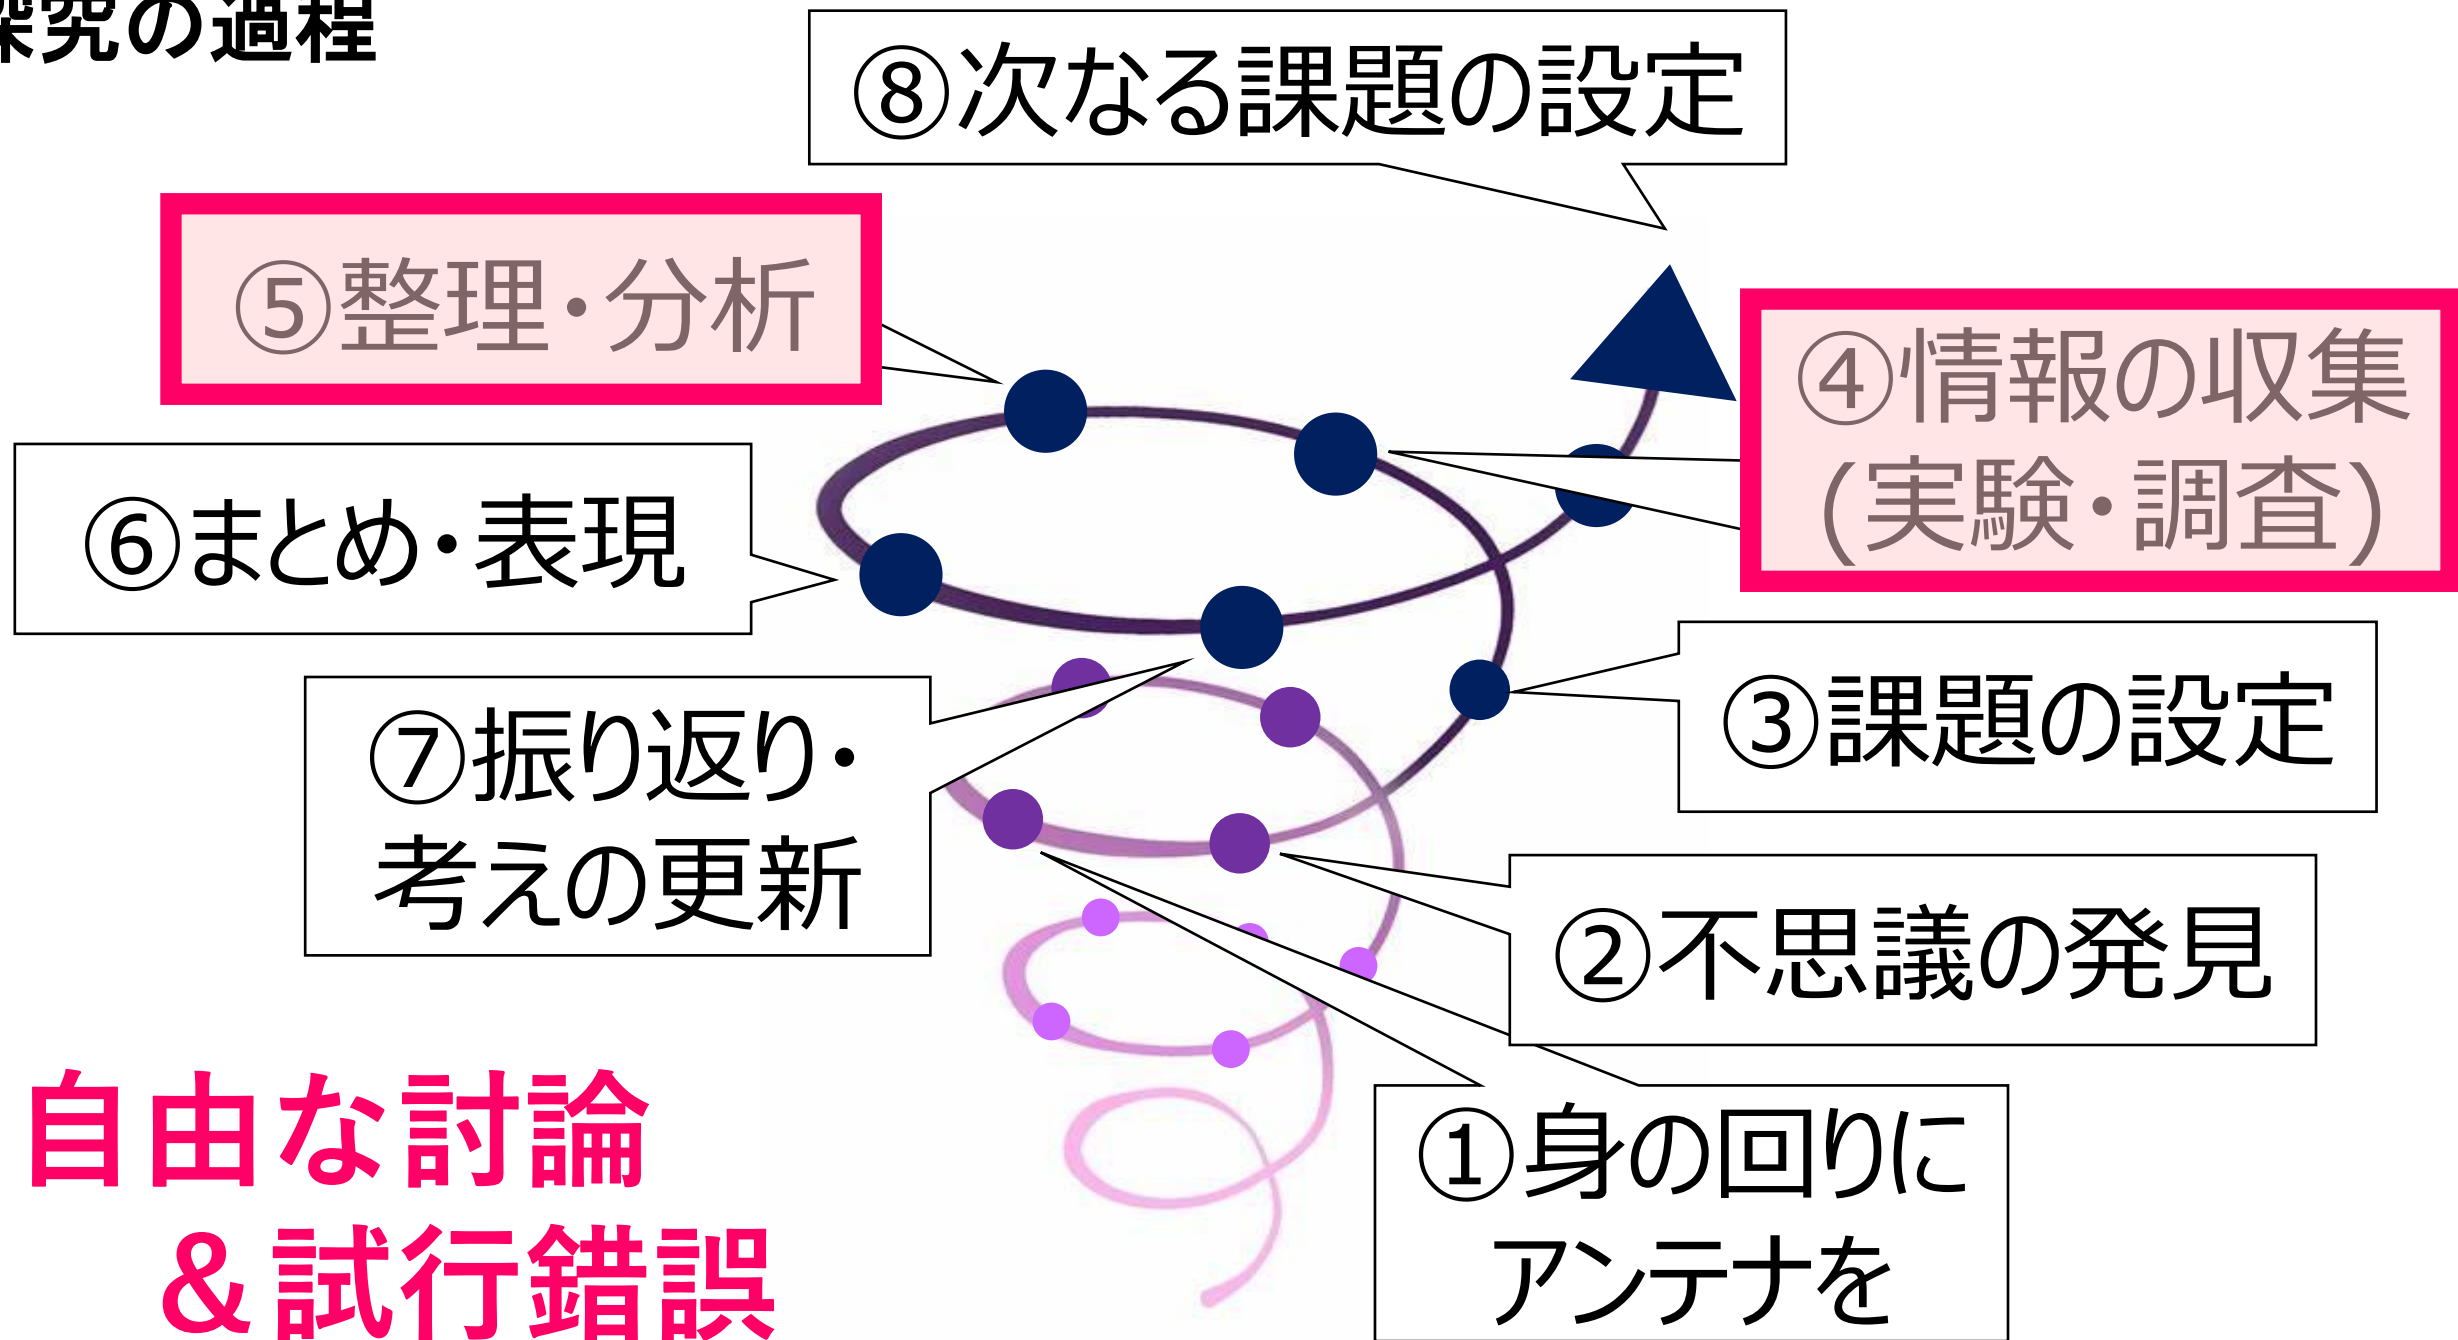 探究の過程
⑧次なる課題の設定
⑤整理・分析
④情報の収集
(実験・調査)
⑥まとめ・表現
③課題の設定
⑦振り返り・
考えの更新
②不思議の発見
①身の回りに
アンテナを
自由な討論
＆試行錯誤